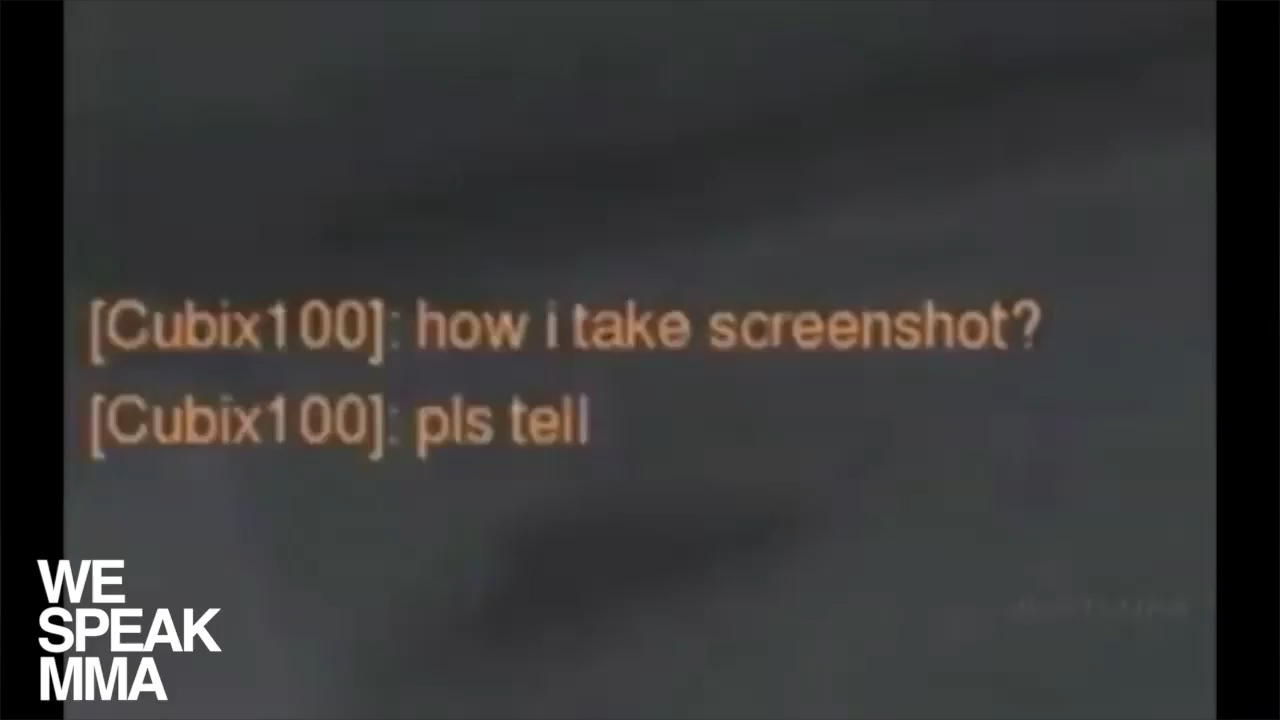 [Cubix100]: how i take screenshot?
[Cubix100]: pls tell
WE
SPEAK
MMA